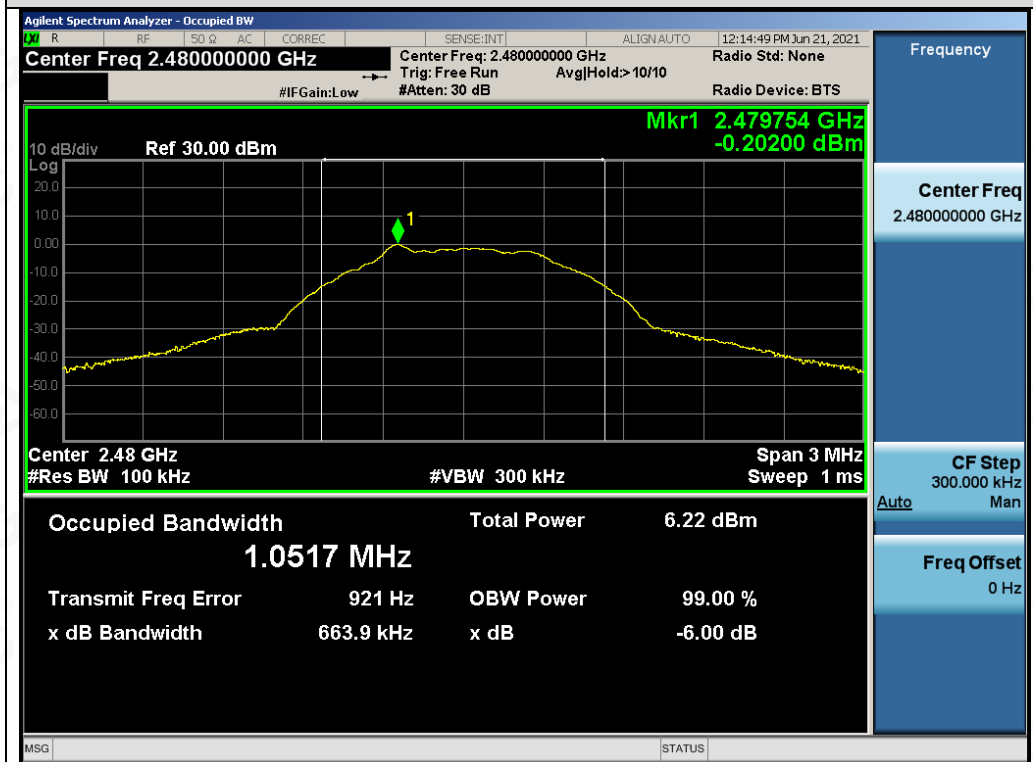 Agilent Spectrum Analyzer - Occupied BW
LXI R RF 50 Ω AC CORREC SENSE:INT ALIGN AUTO 12:14:49 PM Jun 21, 2021
Center Freq 2.480000000 GHz
Center Freq: 2.480000000 GHz
Radio Std: None
Trig: Free Run Avg|Hold:> 10/10
#IFGain:Low
#Atten: 30 dB
Radio Device: BTS
Mkr1 2.479754 GHz
-0.20200 dBm
10 dB/div Ref 30.00 dBm
Log
20.0
10.0
0.00
-10.0
-20.0
-30.0
-40.0
-50.0
-60.0
1
Center 2.48 GHz Span 3 MHz
#Res BW 100 kHz #VBW 300 kHz Sweep 1 ms
Occupied Bandwidth Total Power 6.22 dBm
1.0517 MHz
Transmit Freq Error 921 Hz OBW Power 99.00 %
x dB Bandwidth 663.9 kHz x dB -6.00 dB
Frequency
Center Freq
2.480000000 GHz
CF Step
300.000 kHz
Auto Man
Freq Offset
0 Hz
MSG STATUS